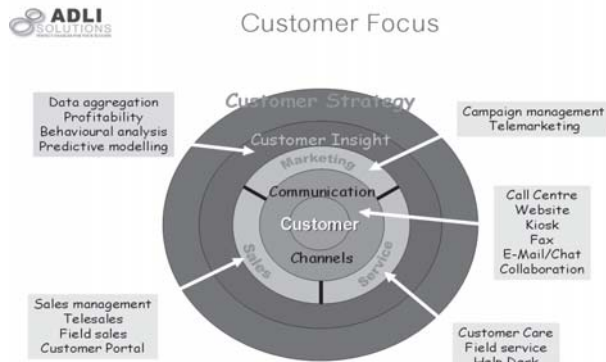 ADLI
SOLUTIONS
Customer Focus
Customer Strategy
Data aggregation
Profitability
Behavioural analysis
Predictive modelling
Campaign management
Telemarketing
Customer Insight
Marketing
Communication
Customer
Channels
Sales
Service
Call Centre
Website
Kiosk
Fax
E-Mail/Chat
Collaboration
Sales management
Telesales
Field sales
Customer Portal
Customer Care
Field service
Help Desk